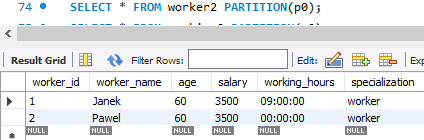 74 SELECT * FROM worker2 PARTITION(p0);
Result Grid Filter Rows: Edit: Exp
worker_id worker_name age salary working_hours specialization
1 Janek 60 3500 09:00:00 worker
2 Pawel 60 3500 00:00:00 worker
NULL NULL NULL NULL NULL NULL